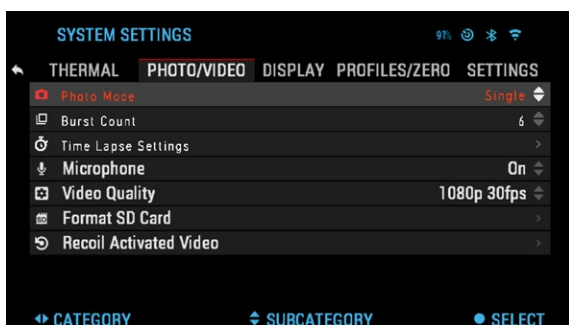 SYSTEM SETTINGS 91%
THERMAL PHOTO/VIDEO DISPLAY PROFILES/ZERO SETTINGS
Photo Mode Single
Burst Count 6
Time Lapse Settings
Microphone On
Video Quality 1080p 30fps
Format SD Card
Recoil Activated Video
CATEGORY SUBCATEGORY SELECT